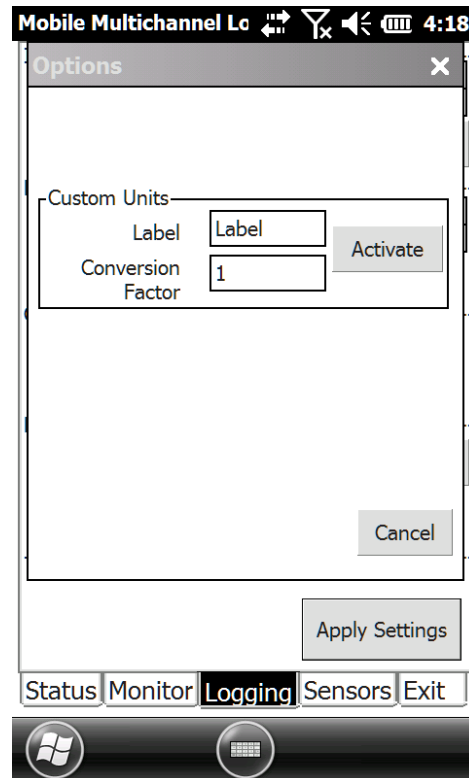 Mobile Multichannel Lo 4:18
Options
Custom Units
Label Label
Activate
Conversion Factor 1
Cancel
Apply Settings
Status Monitor Logging Sensors Exit